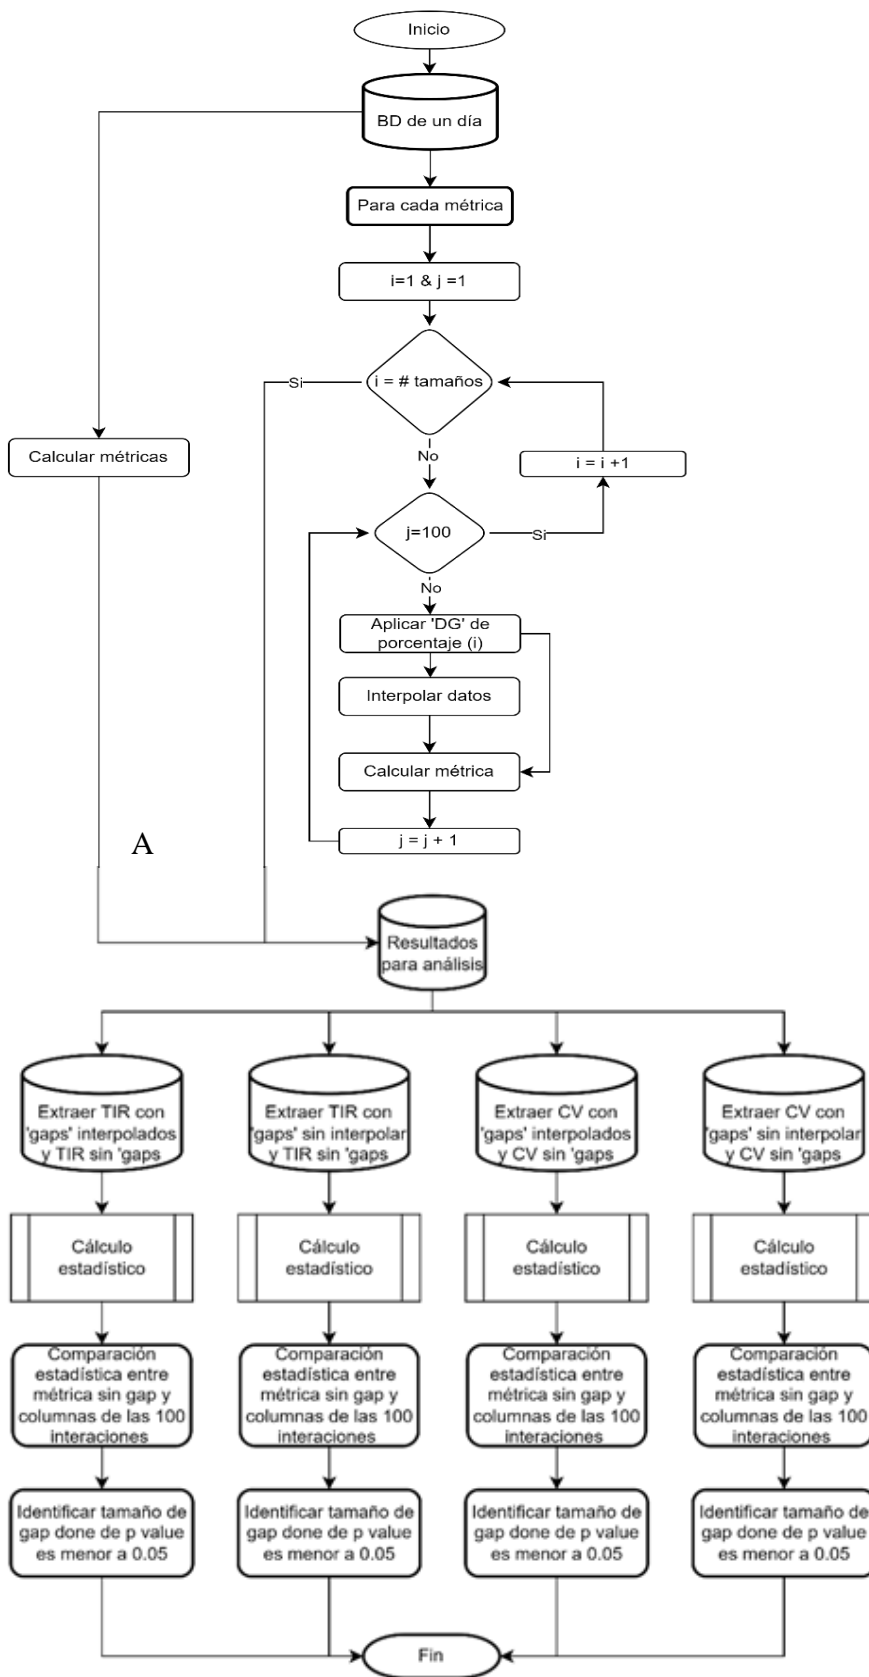 Inicio
BD de un día
Para cada métrica
i=1 & j =1
i = # tamaños
Si
No
Calcular métricas
i = i +1
j=100
Si
No
Aplicar 'DG' de
porcentaje (i)
Interpolar datos
Calcular métrica
j = j + 1
A
Resultados
para análisis
Extraer TIR con
'gaps' interpolados
y TIR sin 'gaps
Extraer TIR con
'gaps' sin interpolar
y TIR sin 'gaps
Extraer CV con
'gaps' interpolados
y CV sin 'gaps
Extraer CV con
'gaps' sin interpolar
y CV sin 'gaps
Cálculo
estadístico
Cálculo
estadístico
Cálculo
estadístico
Cálculo
estadístico
Comparación
estadística entre
métrica sin gap y
columnas de las 100
interaciones
Comparación
estadística entre
métrica sin gap y
columnas de las 100
interaciones
Comparación
estadística entre
métrica sin gap y
columnas de las 100
interaciones
Comparación
estadística entre
métrica sin gap y
columnas de las 100
interaciones
Identificar tamaño de
gap done de p value
es menor a 0.05
Identificar tamaño de
gap done de p value
es menor a 0.05
Identificar tamaño de
gap done de p value
es menor a 0.05
Identificar tamaño de
gap done de p value
es menor a 0.05
Fin